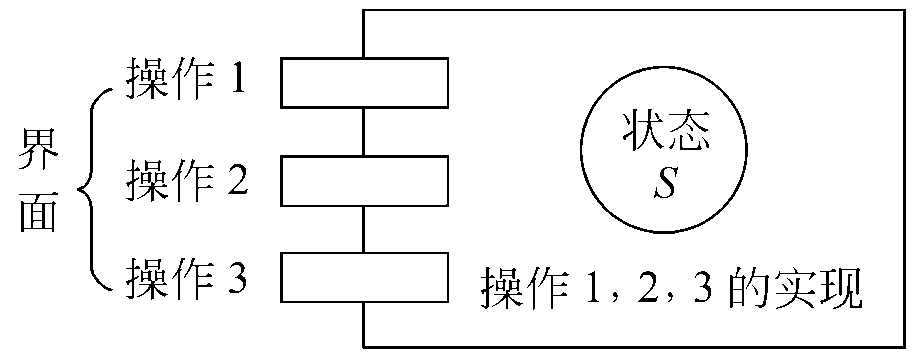 界面
操作 1
操作 2
操作 3
状态
S
操作 1，2，3 的实现